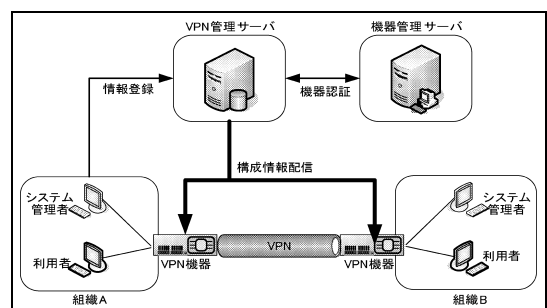 VPN管理サーバ
機器管理サーバ
情報登録
機器認証
構成情報配信
システム
管理者
利用者
VPN機器
組織A
VPN
システム
管理者
利用者
VPN機器
組織B